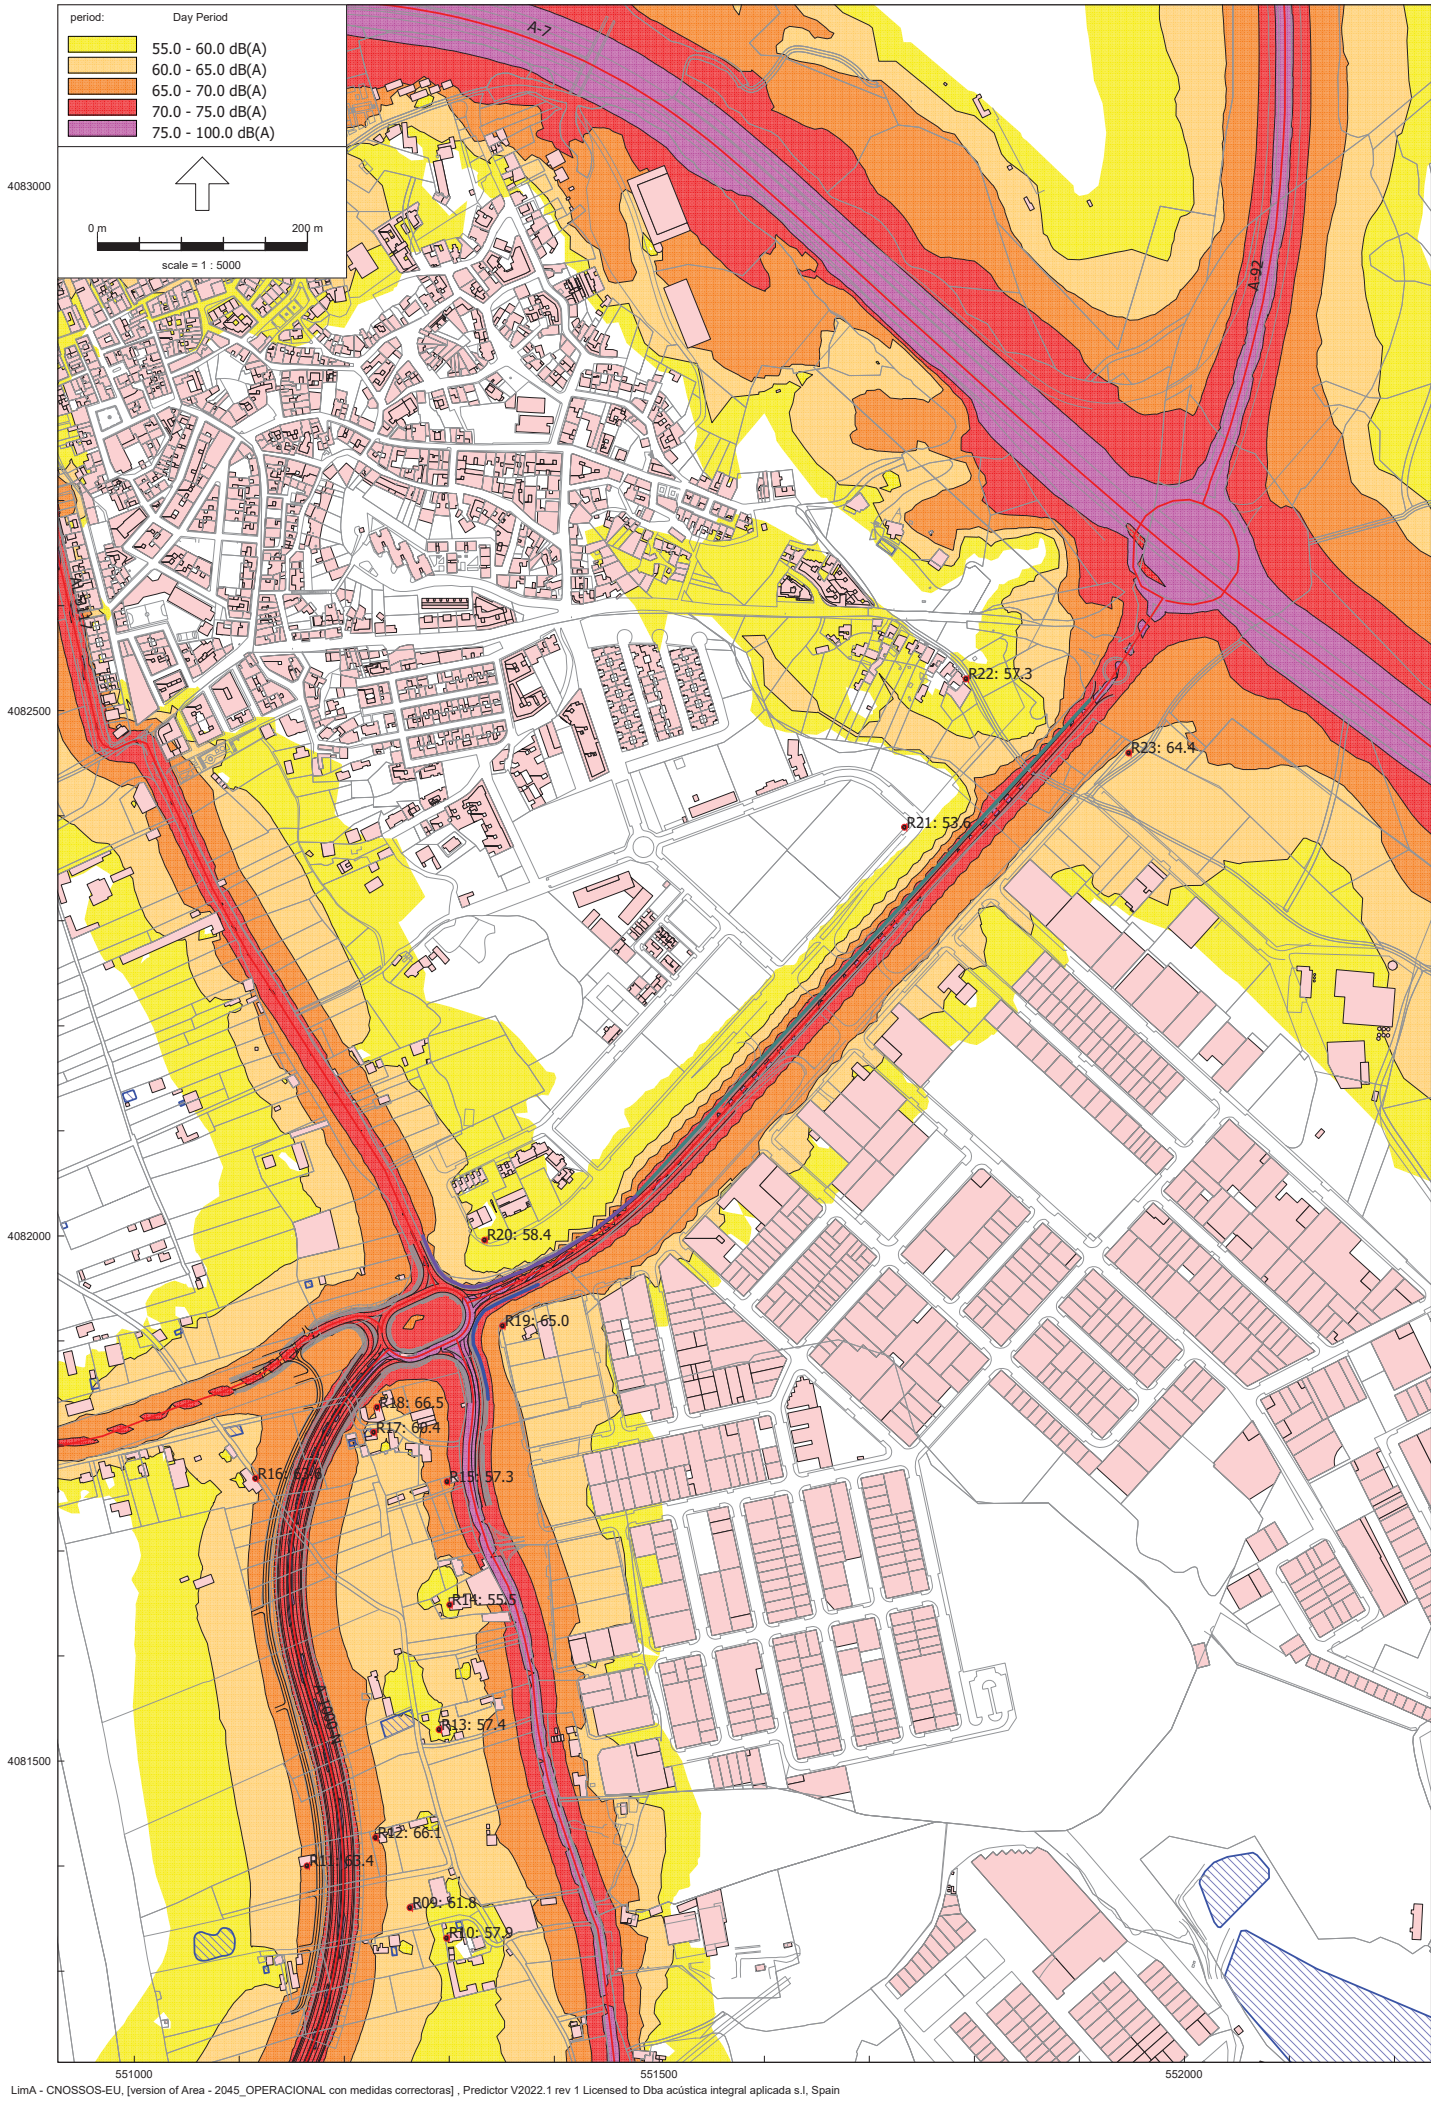 period: Day Period
55.0 - 60.0 dB(A)
60.0 - 65.0 dB(A)
65.0 - 70.0 dB(A)
70.0 - 75.0 dB(A)
75.0 - 100.0 dB(A)
0 m 200 m
scale = 1 : 5000
A-7
A-92
4083000
4082500
4082000
4081500
R22: 57.3
R23: 64.4
R21: 53.6
R20: 58.4
R19: 65.0
R18: 66.5
R17: 60.4
R16: 63.6
R15: 57.3
R14: 55.5
A-1000-N
R13: 57.4
R12: 66.1
R11: 63.4
R09: 61.8
R10: 57.9
551000 551500 552000
LimA - CNOSSOS-EU, [version of Area - 2045_OPERACIONAL con medidas correctoras] , Predictor V2022.1 rev 1 Licensed to Dba acústica integral aplicada s.l, Spain